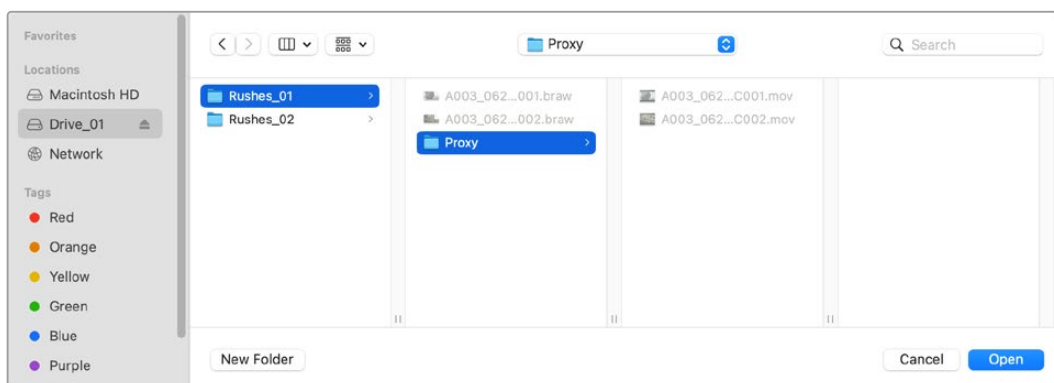 Favorites
Locations
Macintosh HD
Drive_01
Network
Tags
Red
Orange
Yellow
Green
Blue
Purple
Proxy
Search
Rushes_01
Rushes_02
A003_062...001.braw
A003_062...002.braw
Proxy
A003_062...C001.mov
A003_062...C002.mov
New Folder
Cancel
Open